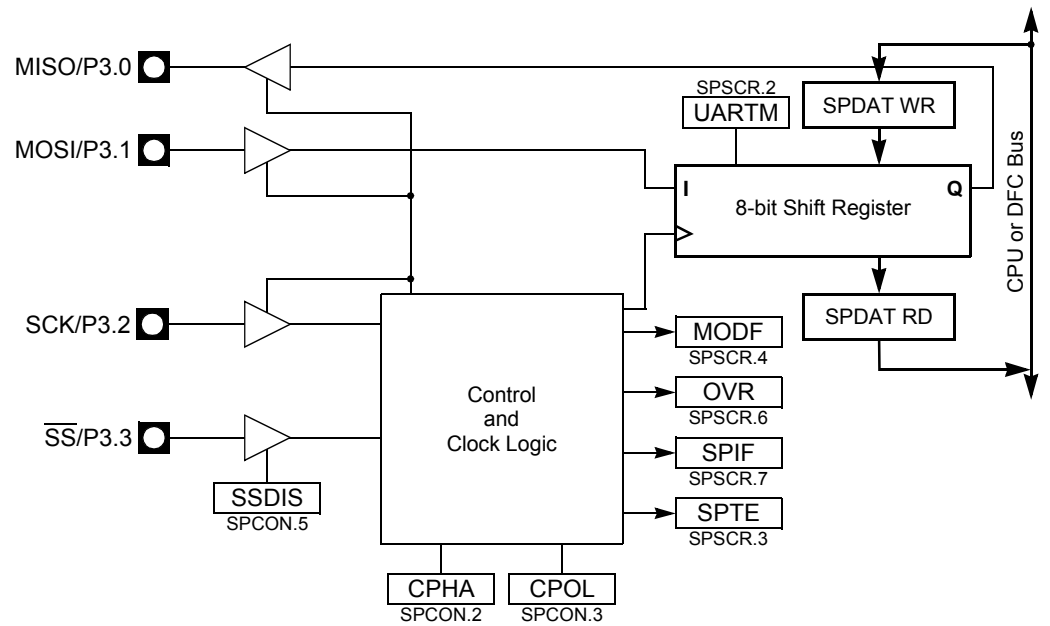 MISO/P3.0
SPSCR.2
UARTM
SPDAT WR
MOSI/P3.1
I
8-bit Shift Register
Q
CPU or DFC Bus
SCK/P3.2
SPDAT RD
MODF
SPSCR.4
Control
and
Clock Logic
OVR
SPSCR.6
SS/P3.3
SPIF
SPSCR.7
SSDIS
SPCON.5
SPTE
SPSCR.3
CPHA
SPCON.2
CPOL
SPCON.3